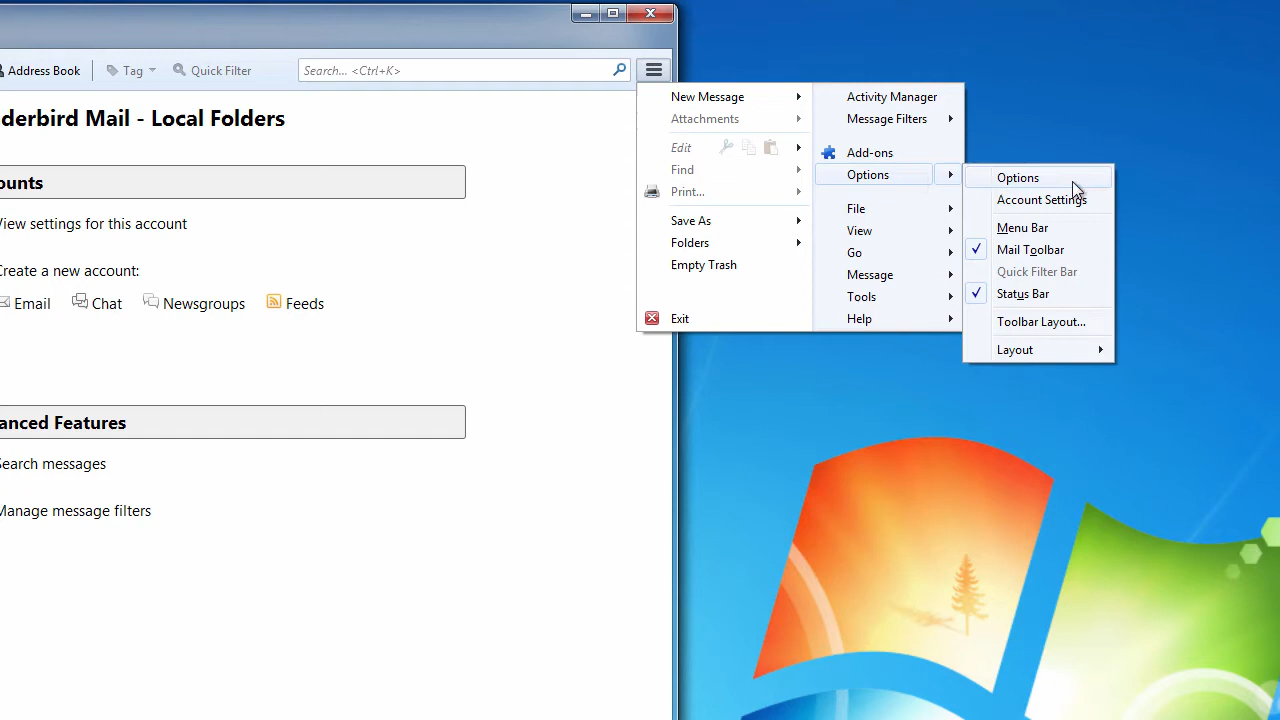 Address Book
Tag
Quick Filter
Search... <Ctrl+K>
derbird Mail - Local Folders
ounts
View settings for this account
Create a new account:
Email
Chat
Newsgroups
Feeds
anced Features
Search messages
Manage message filters
New Message
Attachments
Edit
Find
Print...
Save As
Folders
Empty Trash
Exit
Activity Manager
Message Filters
Add-ons
Options
File
View
Go
Message
Tools
Help
Options
Account Settings
Menu Bar
Mail Toolbar
Quick Filter Bar
Status Bar
Toolbar Layout...
Layout